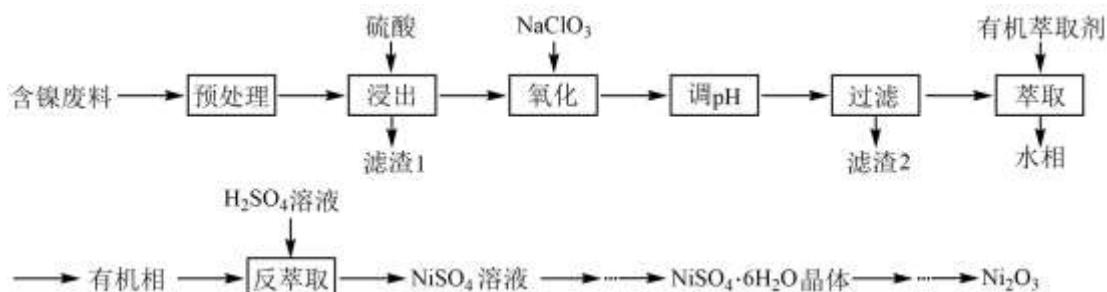 硫酸 NaClO₃ 有机萃取剂
含镍废料 预处理 浸出 氧化 调pH 过滤 萃取
滤渣1 滤渣2 水相
H₂SO₄溶液
有机相 反萃取 NiSO₄溶液 ... NiSO₄·6H₂O晶体 ... Ni₂O₃